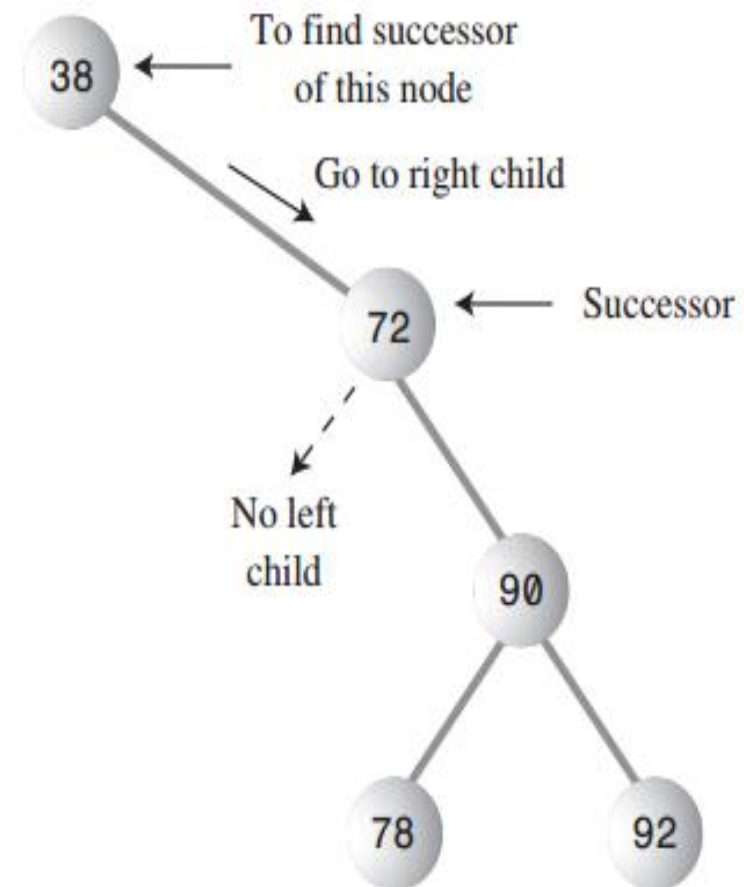 To find successor
38
of this node
Go to right child
72
Successor
No left
child
90
78
92